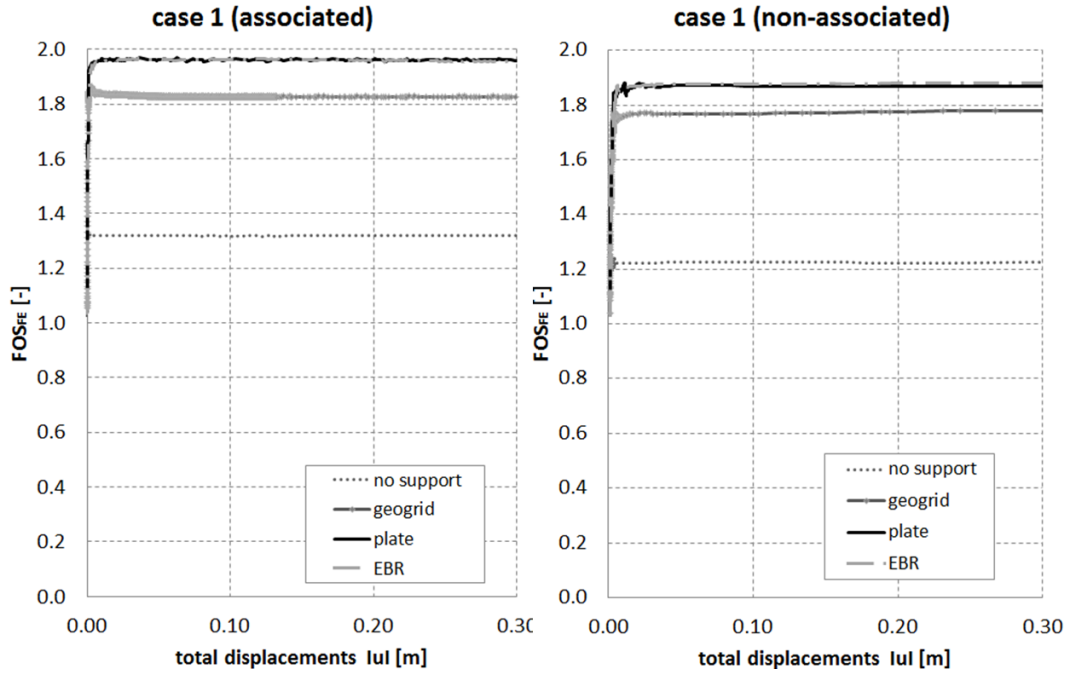 case 1 (associated)
2.0
1.8
1.6
1.4
1.2
1.0
0.8
0.6
0.4
0.2
0.0
FOSFE [-]
no support
geogrid
plate
EBR
0.00
0.10
0.20
0.30
total displacements IuI [m]
case 1 (non-associated)
2.0
1.8
1.6
1.4
1.2
1.0
0.8
0.6
0.4
0.2
0.0
FOSFE [-]
no support
geogrid
plate
EBR
0.00
0.10
0.20
0.30
total displacements IuI [m]